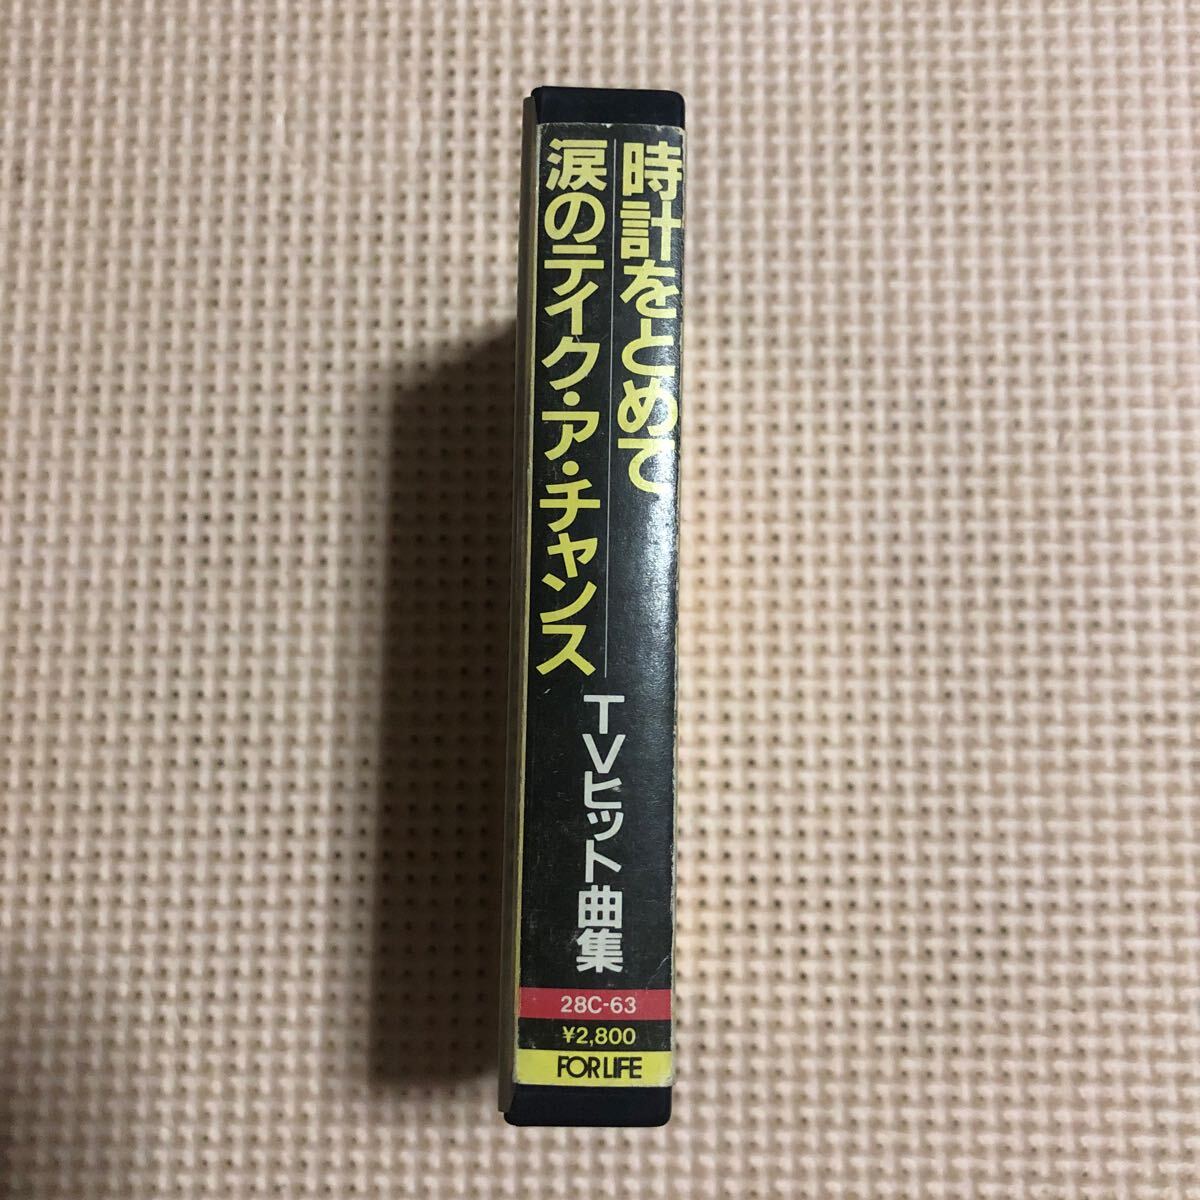 時計をとめて
涙のテイク・ア・チャンス
TVヒット曲集
28C-63
¥2,800
FOR LIFE